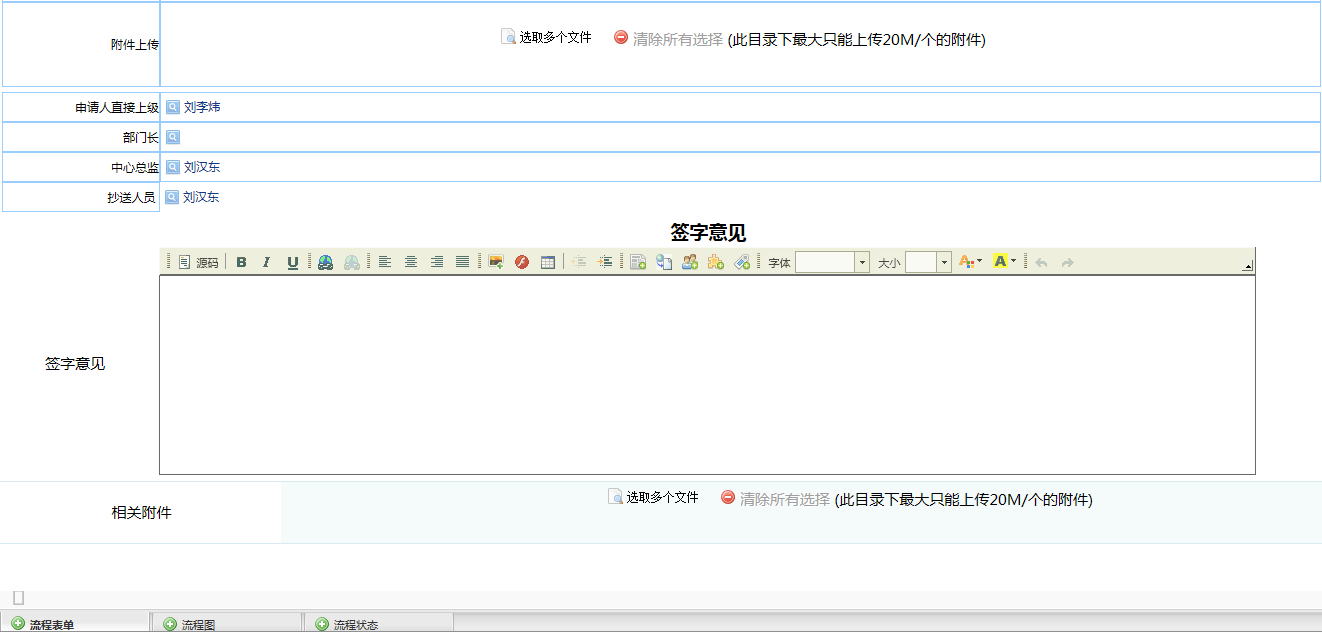 附件上传 选取多个文件 清除所有选择 (此目录下最大只能上传20M/个的附件)
申请人直接上级 刘李炜
部门长
中心总监 刘汉东
抄送人员 刘汉东
签字意见
源码 B I U 字体 大小 A A
签字意见
相关附件 选取多个文件 清除所有选择 (此目录下最大只能上传20M/个的附件)
流程表单 流程图 流程状态